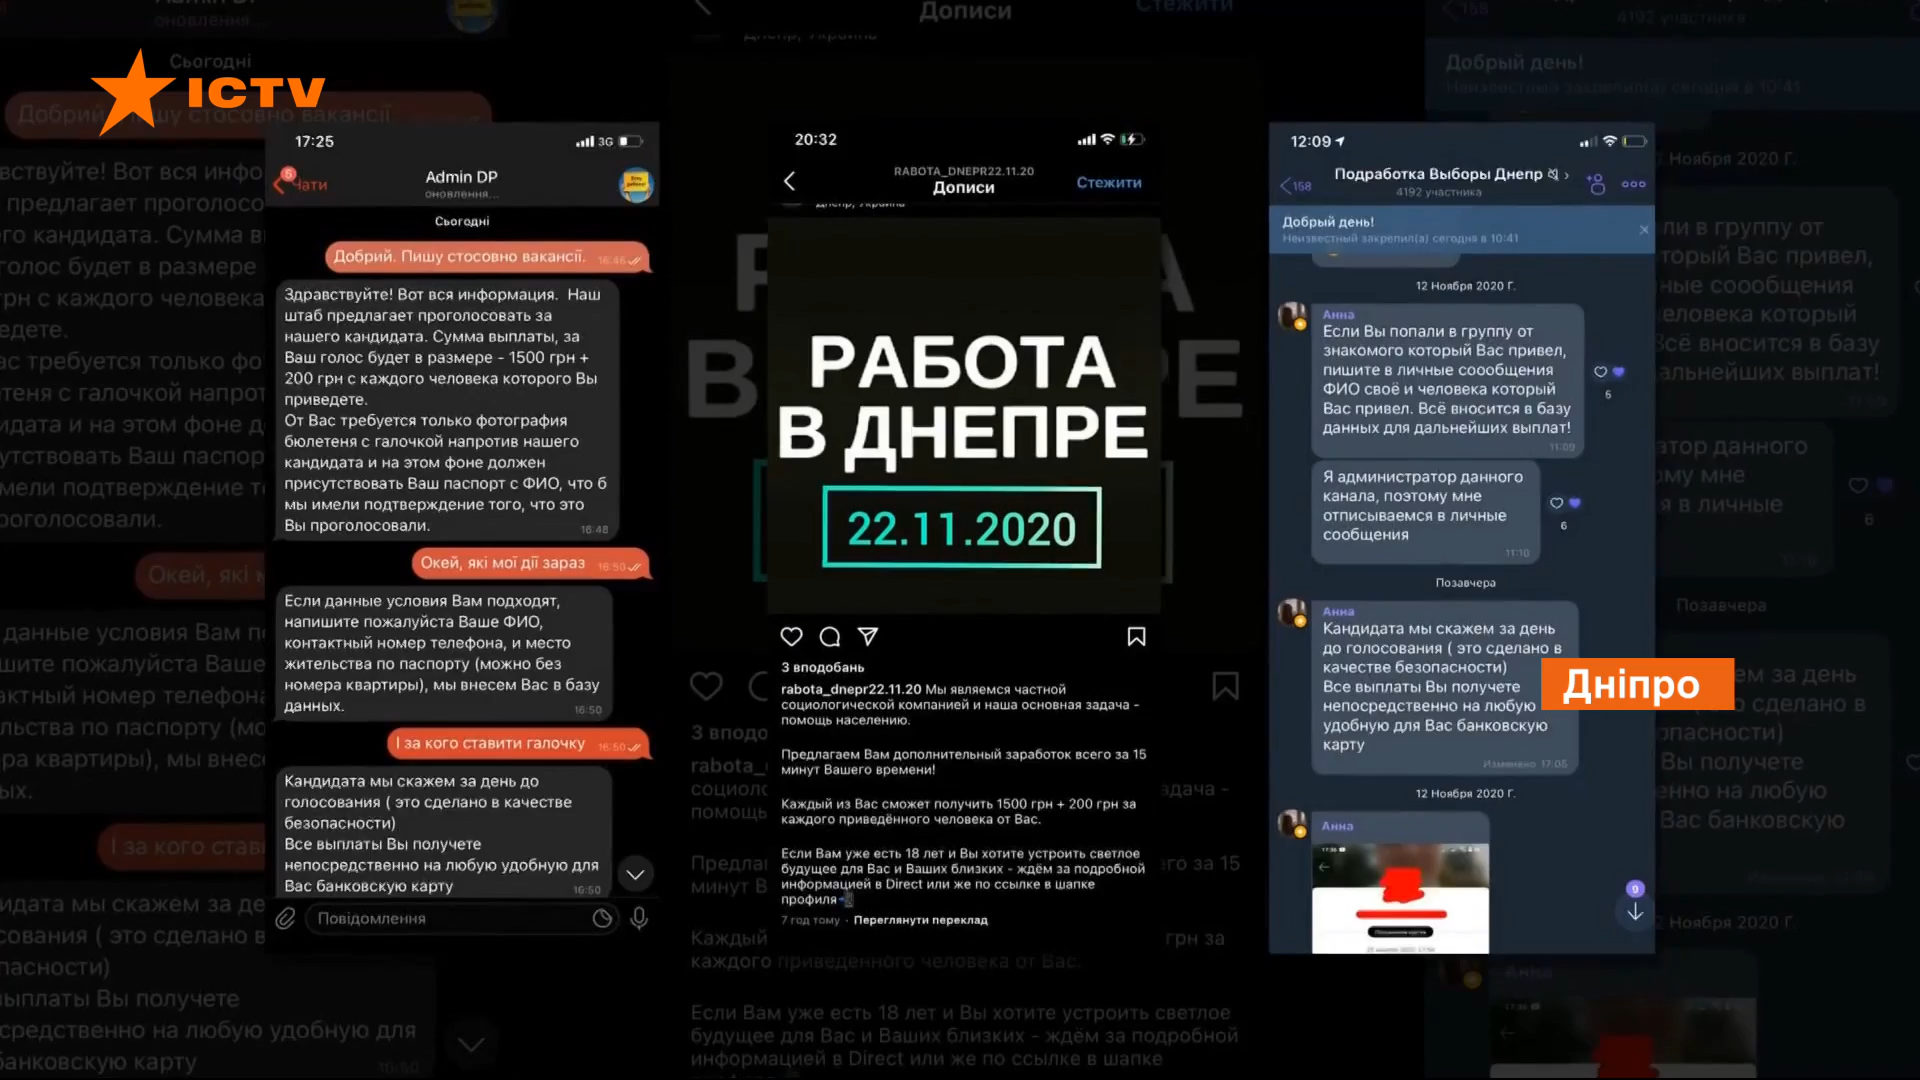 ICTV
17:25
3G
5
Чати
Admin DP
оновлення...
Сьогодні
Добрий. Пишу стосовно вакансії.
16:46
Здравствуйте! Вот вся информация. Наш
штаб предлагает проголосовать за
нашего кандидата. Сумма выплаты, за
Ваш голос будет в размере - 1500 грн +
200 грн с каждого человека которого Вы
приведете.
От Вас требуется только фотография
бюлетеня с галочкой напротив нашего
кандидата и на этом фоне должен
присутствовать Ваш паспорт с ФИО, что б
мы имели подтверждение того, что это
Вы проголосовали.
16:48
Окей, які мої дії зараз
16:50
Если данные условия Вам подходят,
напишите пожалуйста Ваше ФИО,
контактный номер телефона, и место
жительства по паспорту (можно без
номера квартиры), мы внесем Вас в базу
данных.
16:50
І за кого ставити галочку
16:50
Кандидата мы скажем за день до
голосования ( это сделано в качестве
безопасности)
Все выплаты Вы получете
непосредственно на любую удобную для
Вас банковскую карту
16:50
Повідомлення
20:32
RABOTA_DNEPR22.11.20
Дописи
Стежити
Днепр, Украина
РАБОТА
В ДНЕПРЕ
22.11.2020
3 вподобань
rabota_dnepr22.11.20 Мы являемся частной
социологической компанией и наша основная задача -
помощь населению.
Предлагаем Вам дополнительный заработок всего за 15
минут Вашего времени!
Каждый из Вас сможет получить 1500 грн + 200 грн за
каждого приведённого человека от Вас.
Если Вам уже есть 18 лет и Вы хотите устроить светлое
будущее для Вас и Ваших близких - ждём за подробной
информацией в Direct или же по ссылке в шапке
профиля
7 год тому · Переглянути переклад
12:09
158
Подработка Выборы Днепр
4192 участника
Добрый день!
Неизвестный закрепил(а) сегодня в 10:41
12 Ноября 2020 г.
Анна
Если Вы попали в группу от
знакомого который Вас привел,
пишите в личные соообщения
ФИО своё и человека который
Вас привел. Всё вносится в базу
данных для дальнейших выплат!
11:09
6
Я администратор данного
канала, поэтому мне
отписываемся в личные
сообщения
11:10
6
Позавчера
Анна
Кандидата мы скажем за день
до голосования ( это сделано в
качестве безопасности)
Все выплаты Вы получете
непосредственно на любую
удобную для Вас банковскую
карту
Изменено 17:05
Дніпро
12 Ноября 2020 г.
Анна
17:36
9